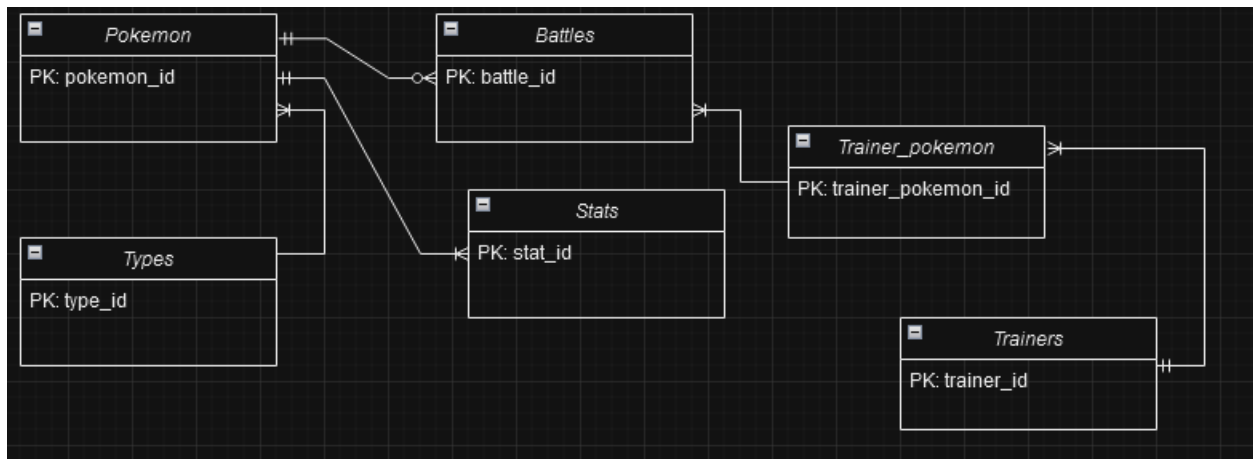 Pokemon
PK: pokemon_id
Battles
PK: battle_id
Trainer_pokemon
PK: trainer_pokemon_id
Stats
PK: stat_id
Types
PK: type_id
Trainers
PK: trainer_id